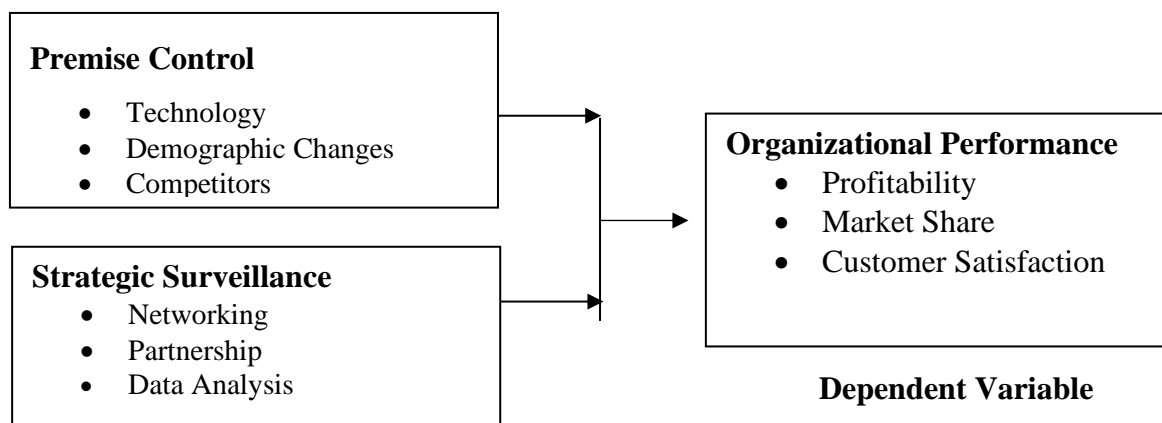 Premise Control
• Technology
• Demographic Changes
• Competitors
Strategic Surveillance
• Networking
• Partnership
• Data Analysis
Organizational Performance
• Profitability
• Market Share
• Customer Satisfaction
Dependent Variable